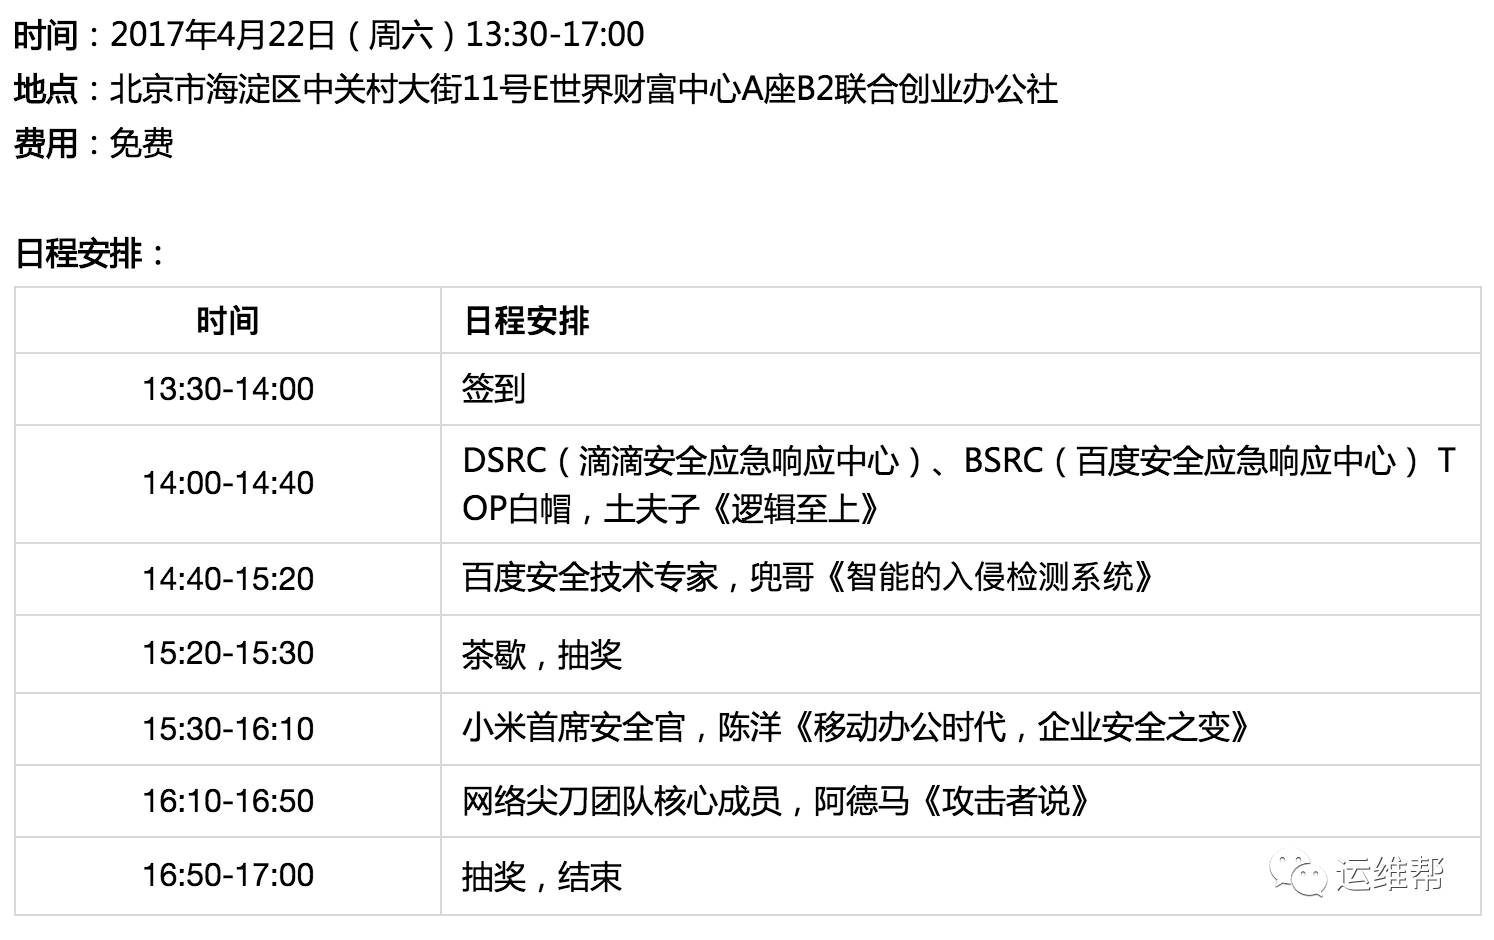 时间：2017年4月22日（周六）13:30-17:00
地点：北京市海淀区中关村大街11号E世界财富中心A座B2联合创业办公社
费用：免费
日程安排：
时间 日程安排
13:30-14:00 签到
14:00-14:40 DSRC（滴滴安全应急响应中心）、BSRC（百度安全应急响应中心） T
OP白帽，土夫子《逻辑至上》
14:40-15:20 百度安全技术专家，兜哥《智能的入侵检测系统》
15:20-15:30 茶歇，抽奖
15:30-16:10 小米首席安全官，陈洋《移动办公时代，企业安全之变》
16:10-16:50 网络尖刀团队核心成员，阿德马《攻击者说》
16:50-17:00 抽奖，结束
运维帮